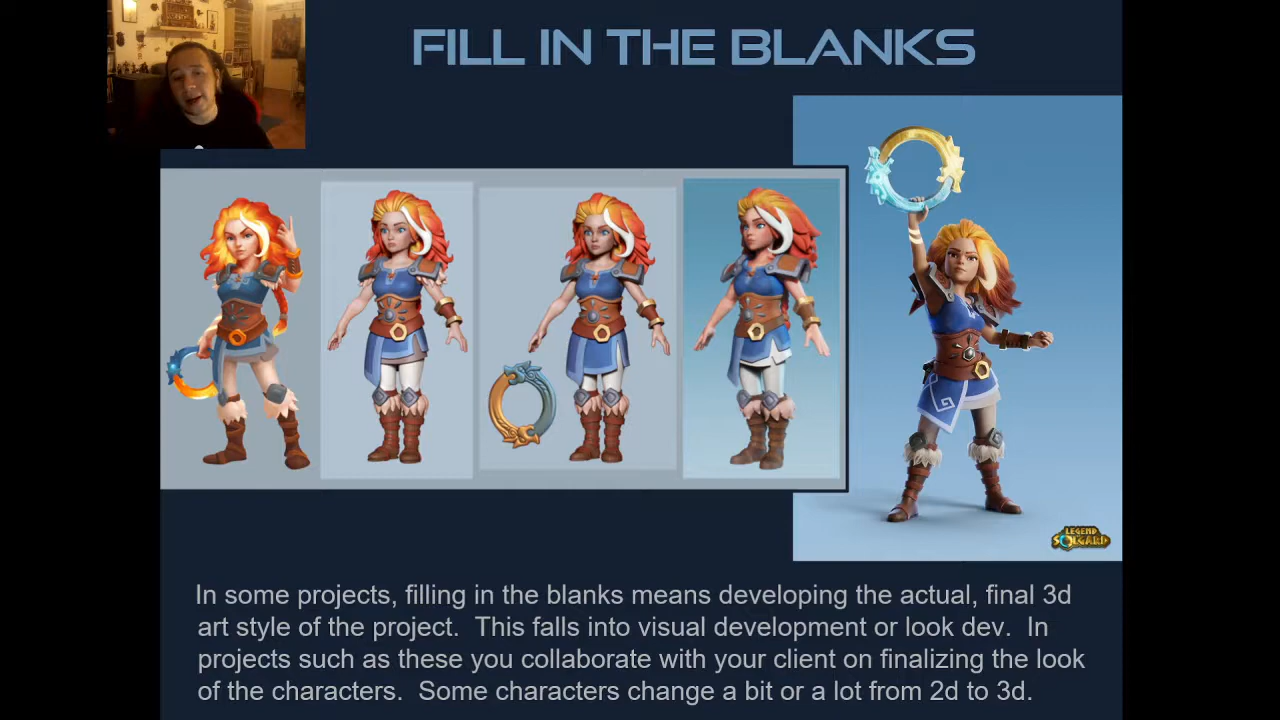 FILL IN THE BLANKS
LEGEND
SOLGARD
In some projects, filling in the blanks means developing the actual, final 3d
art style of the project.  This falls into visual development or look dev.  In
projects such as these you collaborate with your client on finalizing the look
of the characters.  Some characters change a bit or a lot from 2d to 3d.